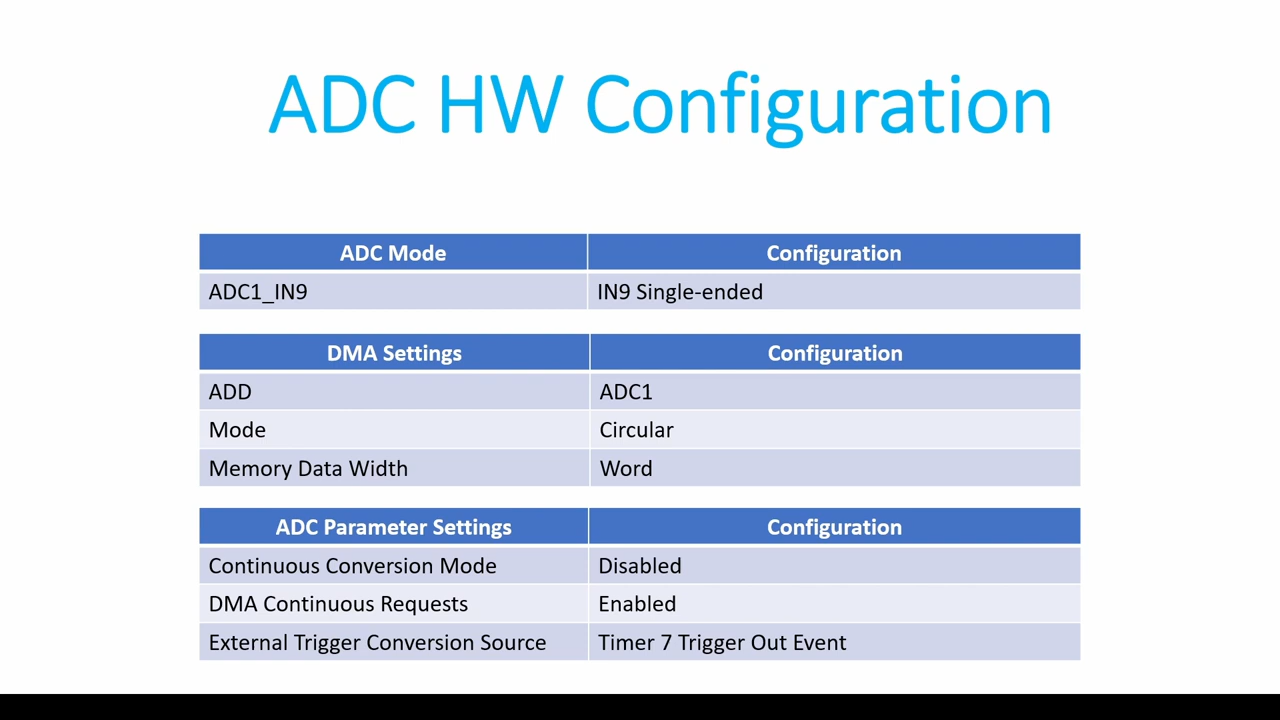 ADC HW Configuration
ADC Mode Configuration
ADC1_IN9 IN9 Single-ended
DMA Settings Configuration
ADD ADC1
Mode Circular
Memory Data Width Word
ADC Parameter Settings Configuration
Continuous Conversion Mode Disabled
DMA Continuous Requests Enabled
External Trigger Conversion Source Timer 7 Trigger Out Event